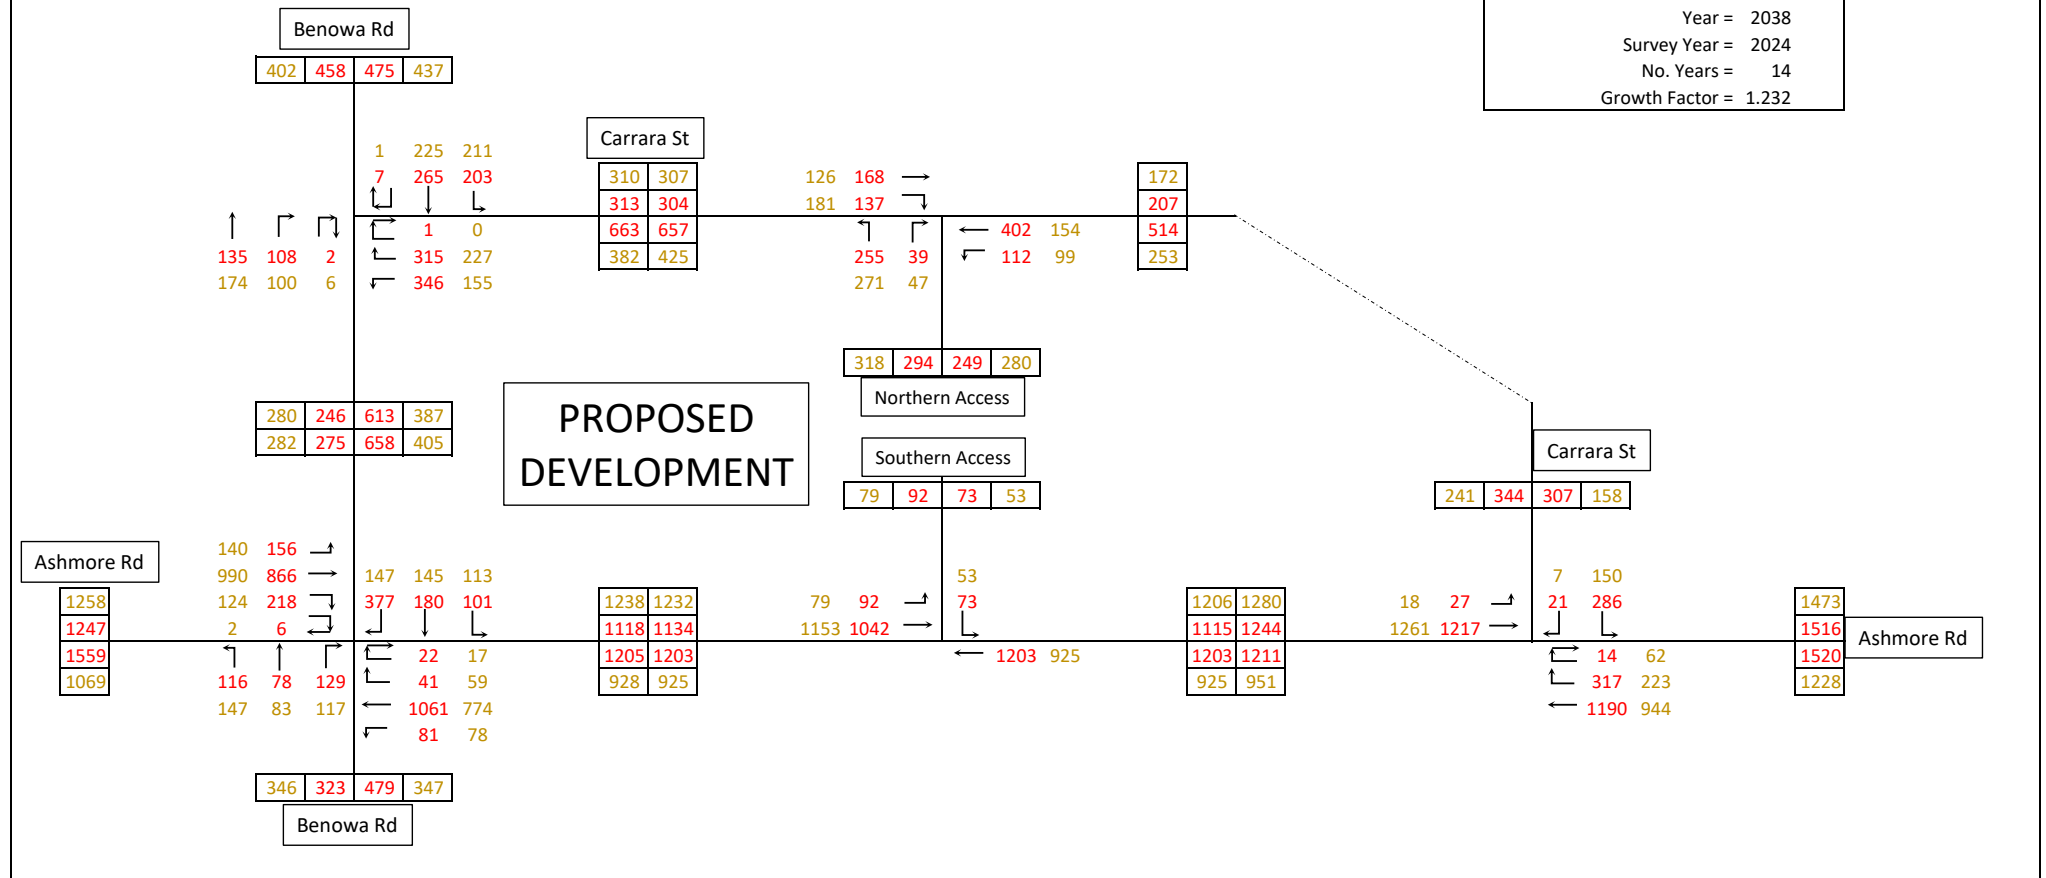 Year = 2038
Benowa Rd
Survey Year = 2024
402 458 475 437
No. Years = 14
Growth Factor = 1.232
Carrara St
1 225 211
7 265 203
310 307
126 168
172
313 304
181 137
207
1 0
663 657
402 154
514
135 108 2
315 227
382 425
255 39
112 99
253
174 100 6
346 155
271 47
318 294 249 280
Northern Access
280 246 613 387
282 275 658 405
PROPOSED
DEVELOPMENT
Southern Access
Carrara St
79 92 73 53
241 344 307 158
Ashmore Rd
140 156
990 866
147 145 113
53
7 150
1258
124 218
377 180 101
1238 1232
79 92
73
1206 1280
18 27
21 286
1473
1247
2 6
1118 1134
1153 1042
1115 1244
1261 1217
1516
Ashmore Rd
1559
22 17
1205 1203
1203 925
1203 1211
14 62
1520
1069
116 78 129
41 59
928 925
925 951
317 223
1228
147 83 117
1061 774
1190 944
81 78
346 323 479 347
Benowa Rd